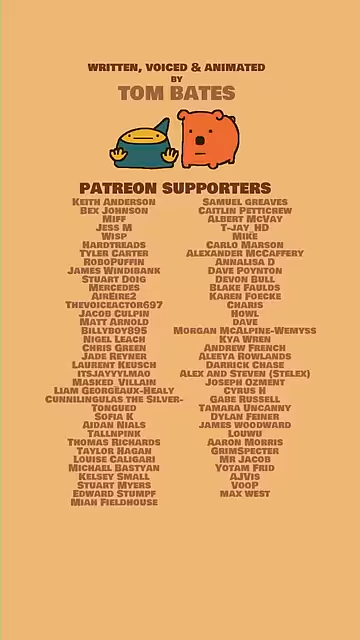 WRITTEN, VOICED & ANIMATED
BY
TOM BATES
PATREON SUPPORTERS
KEITH ANDERSON
BEX JOHNSON
MIFF
JESS M
WISP
HARDTREADS
TYLER CARTER
ROBOPUFFIN
JAMES WINDIBANK
STUART DOIG
MERCEDES
AIREIRE2
THEVOICEACTOR697
JACOB CULPIN
MATT ARNOLD
BILLYBOY895
NIGEL LEACH
CHRIS GREEN
JADE REYNER
LAURENT KEUSCH
ITSJAYYYLMAO
MASKED_VILLAIN
LIAM GEORGEAUX-HEALY
CUNNILINGULAS THE SILVER-
TONGUED
SOFIA K
AIDAN NIALS
TALLNPINK
THOMAS RICHARDS
TAYLOR HAGAN
LOUISE CALIGARI
MICHAEL BASTYAN
KELSEY SMALL
STUART MYERS
EDWARD STUMPF
MIAH FIELDHOUSE
SAMUEL GREAVES
CAITLIN PETTICREW
ALBERT MCVAY
T-JAY_HD
MIKE
CARLO MARSON
ALEXANDER MCCAFFERY
ANNALISA D
DAVE POYNTON
DEVON BULL
BLAKE FAULDS
KAREN FOECKE
CHARIS
HOWL
DAVE
MORGAN MCALPINE-WEMYSS
KYA WREN
ANDREW FRENCH
ALEEYA ROWLANDS
DARRICK CHASE
ALEX AND STEVEN (STELEX)
JOSEPH OZMENT
CYRUS H
GABE RUSSELL
TAMARA UNCANNY
DYLAN FEINER
JAMES WOODWARD
LOUWU
AARON MORRIS
GRIMSPECTER
MR JACOB
YOTAM FRID
AJVIS
VOOP
MAX WEST